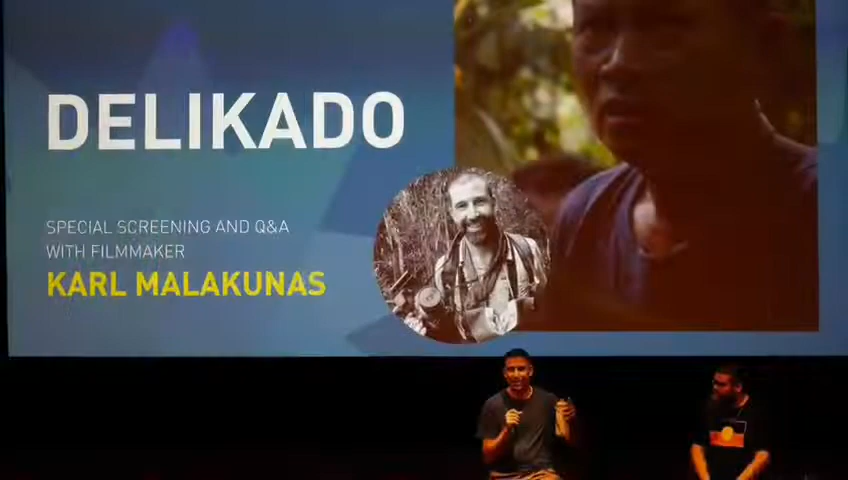 DELIKADO
SPECIAL SCREENING AND Q&A
WITH FILMMAKER
KARL MALAKUNAS